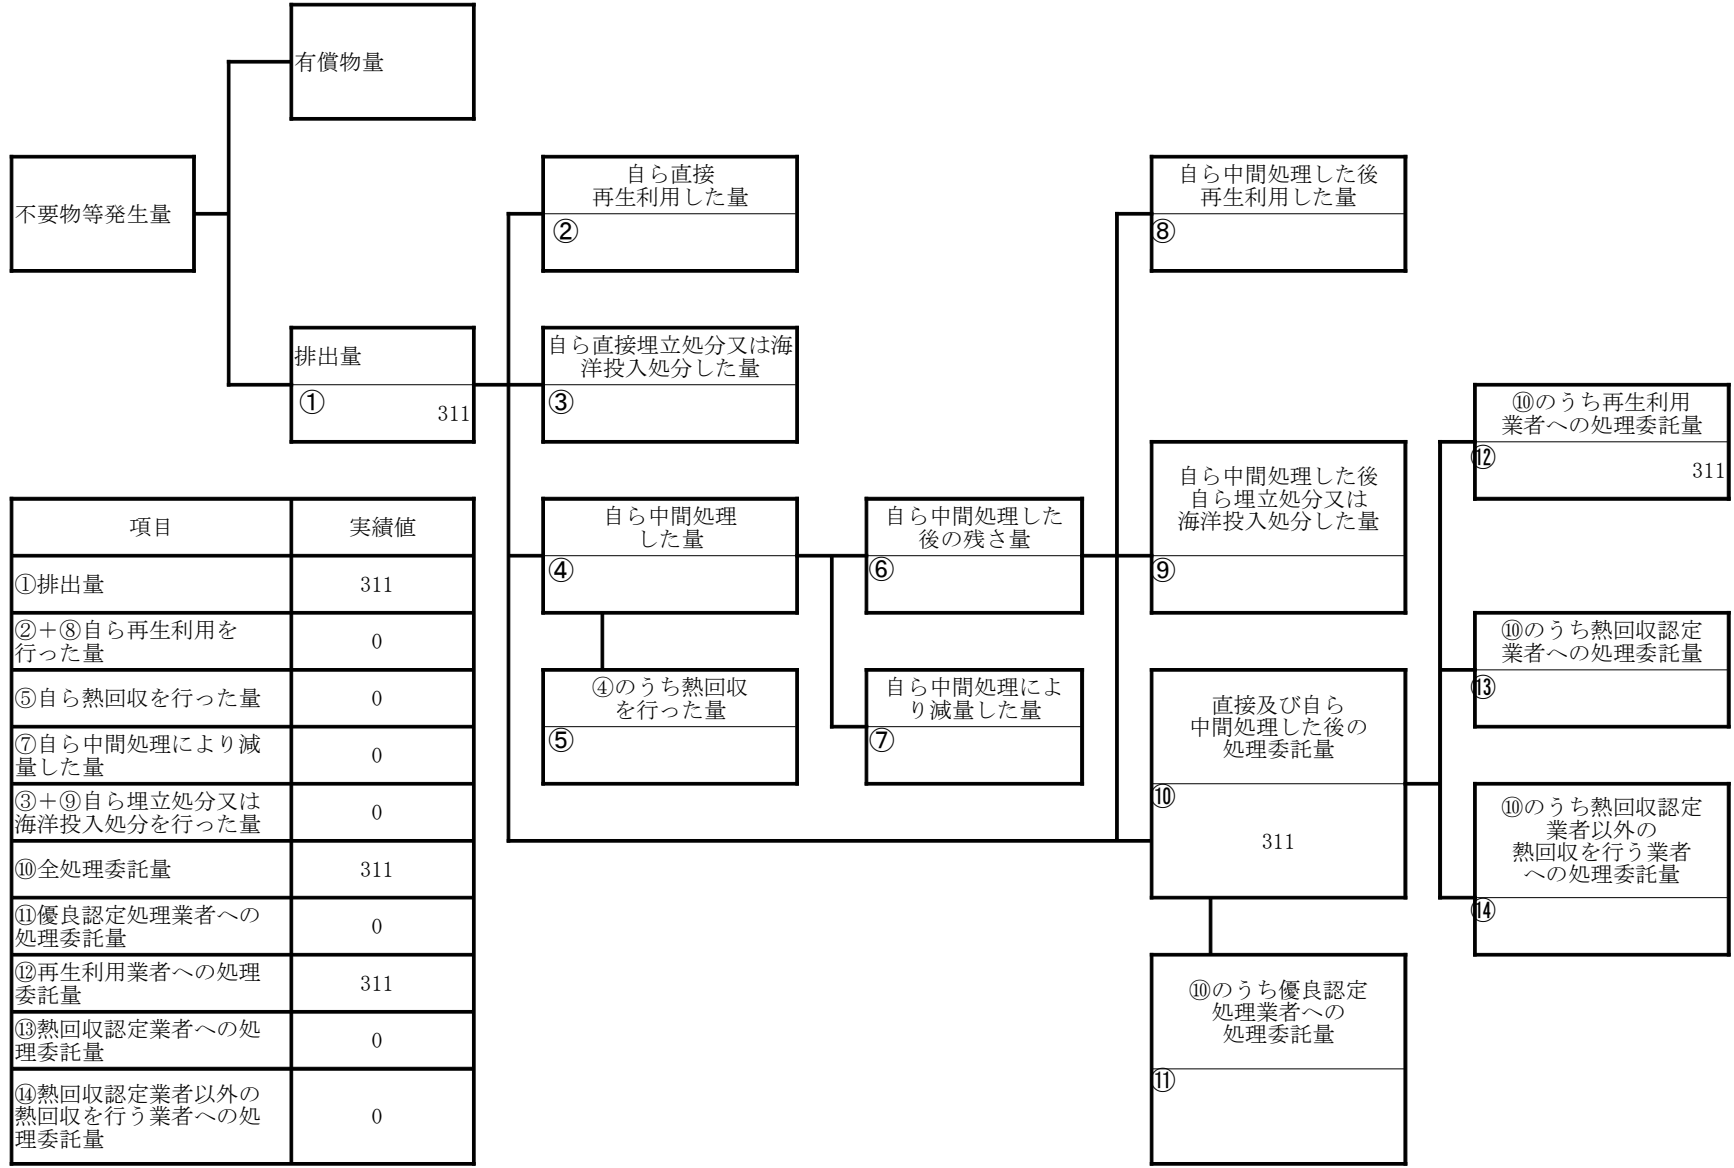 有償物量
不要物等発生量
自ら直接
再生利用した量
②
自ら中間処理した後
再生利用した量
⑧
排出量
①
311
自ら直接埋立処分又は海
洋投入処分した量
③
⑩のうち再生利用
業者への処理委託量
⑫
311
自ら中間処理
した量
④
自ら中間処理した
後の残さ量
⑥
自ら中間処理した後
自ら埋立処分又は
海洋投入処分した量
⑨
⑩のうち熱回収認定
業者への処理委託量
⑬
④のうち熱回収
を行った量
⑤
自ら中間処理によ
り減量した量
⑦
直接及び自ら
中間処理した後の
処理委託量
⑩
311
⑩のうち熱回収認定
業者以外の
熱回収を行う業者
への処理委託量
⑭
⑩のうち優良認定
処理業者への
処理委託量
⑪
項目 実績値
①排出量 311
②+⑧自ら再生利用を
行った量 0
⑤自ら熱回収を行った量 0
⑦自ら中間処理により減
量した量 0
③+⑨自ら埋立処分又は
海洋投入処分を行った量 0
⑩全処理委託量 311
⑪優良認定処理業者への
処理委託量 0
⑫再生利用業者への処理
委託量 311
⑬熱回収認定業者への処
理委託量 0
⑭熱回収認定業者以外の
熱回収を行う業者への処
理委託量 0